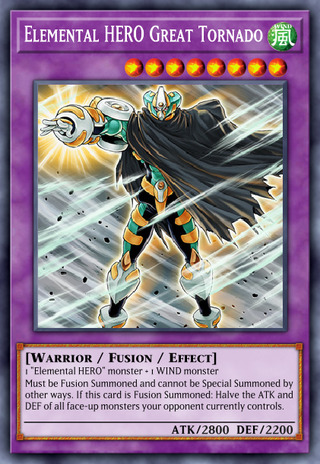 Elemental HERO Great Tornado
WIND
風
[Warrior / Fusion / Effect]
1 "Elemental HERO" monster + 1 WIND monster
Must be Fusion Summoned and cannot be Special Summoned by
other ways. If this card is Fusion Summoned: Halve the ATK and
DEF of all face-up monsters your opponent currently controls.
ATK/2800 DEF/2200